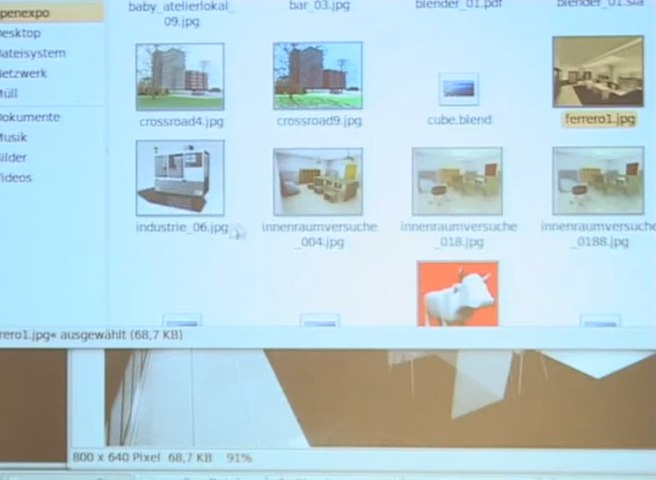 penexpo
esktop
ateisystem
etzwerk
üll
okumente
usik
ilder
ideos
baby_atelierlokal_
09.jpg
bar_03.jpg
blender_01.pdf
blender_01.sla
crossroad4.jpg
crossroad9.jpg
cube.blend
ferrero1.jpg
industrie_06.jpg
innenraumversuche
_004.jpg
innenraumversuche
_018.jpg
innenraumversuche
_0188.jpg
rero1.jpg« ausgewählt (68,7 KB)
800 x 640 Pixel 68,7 KB 91%